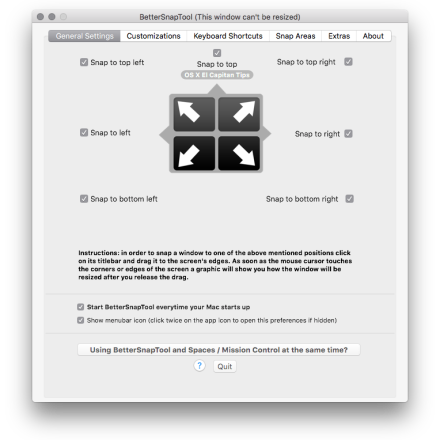 BetterSnapTool (This window can't be resized)
General Settings Customizations Keyboard Shortcuts Snap Areas Extras About
Snap to top left Snap to top Snap to top right
OS X El Capitan Tips
Snap to left Snap to right
Snap to bottom left Snap to bottom right
Instructions: in order to snap a window to one of the above mentioned positions click
on its titlebar and drag it to the screen's edges. As soon as the mouse cursor touches
the corners or edges of the screen a graphic will show you how the window will be
resized after you release the drag.
Start BetterSnapTool everytime your Mac starts up
Show menubar icon (click twice on the app icon to open this preferences if hidden)
Using BetterSnapTool and Spaces / Mission Control at the same time?
? Quit